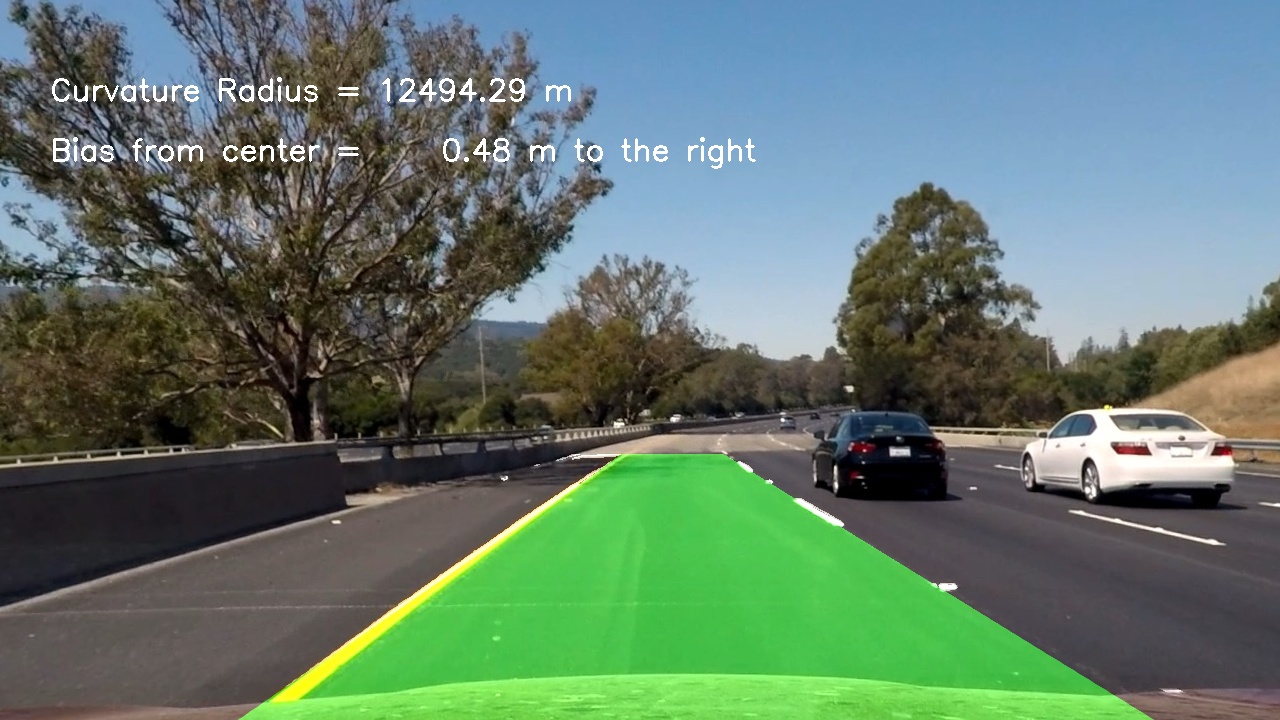 Curvature Radius = 12494.29 m
Bias from center = 0.48 m to the right